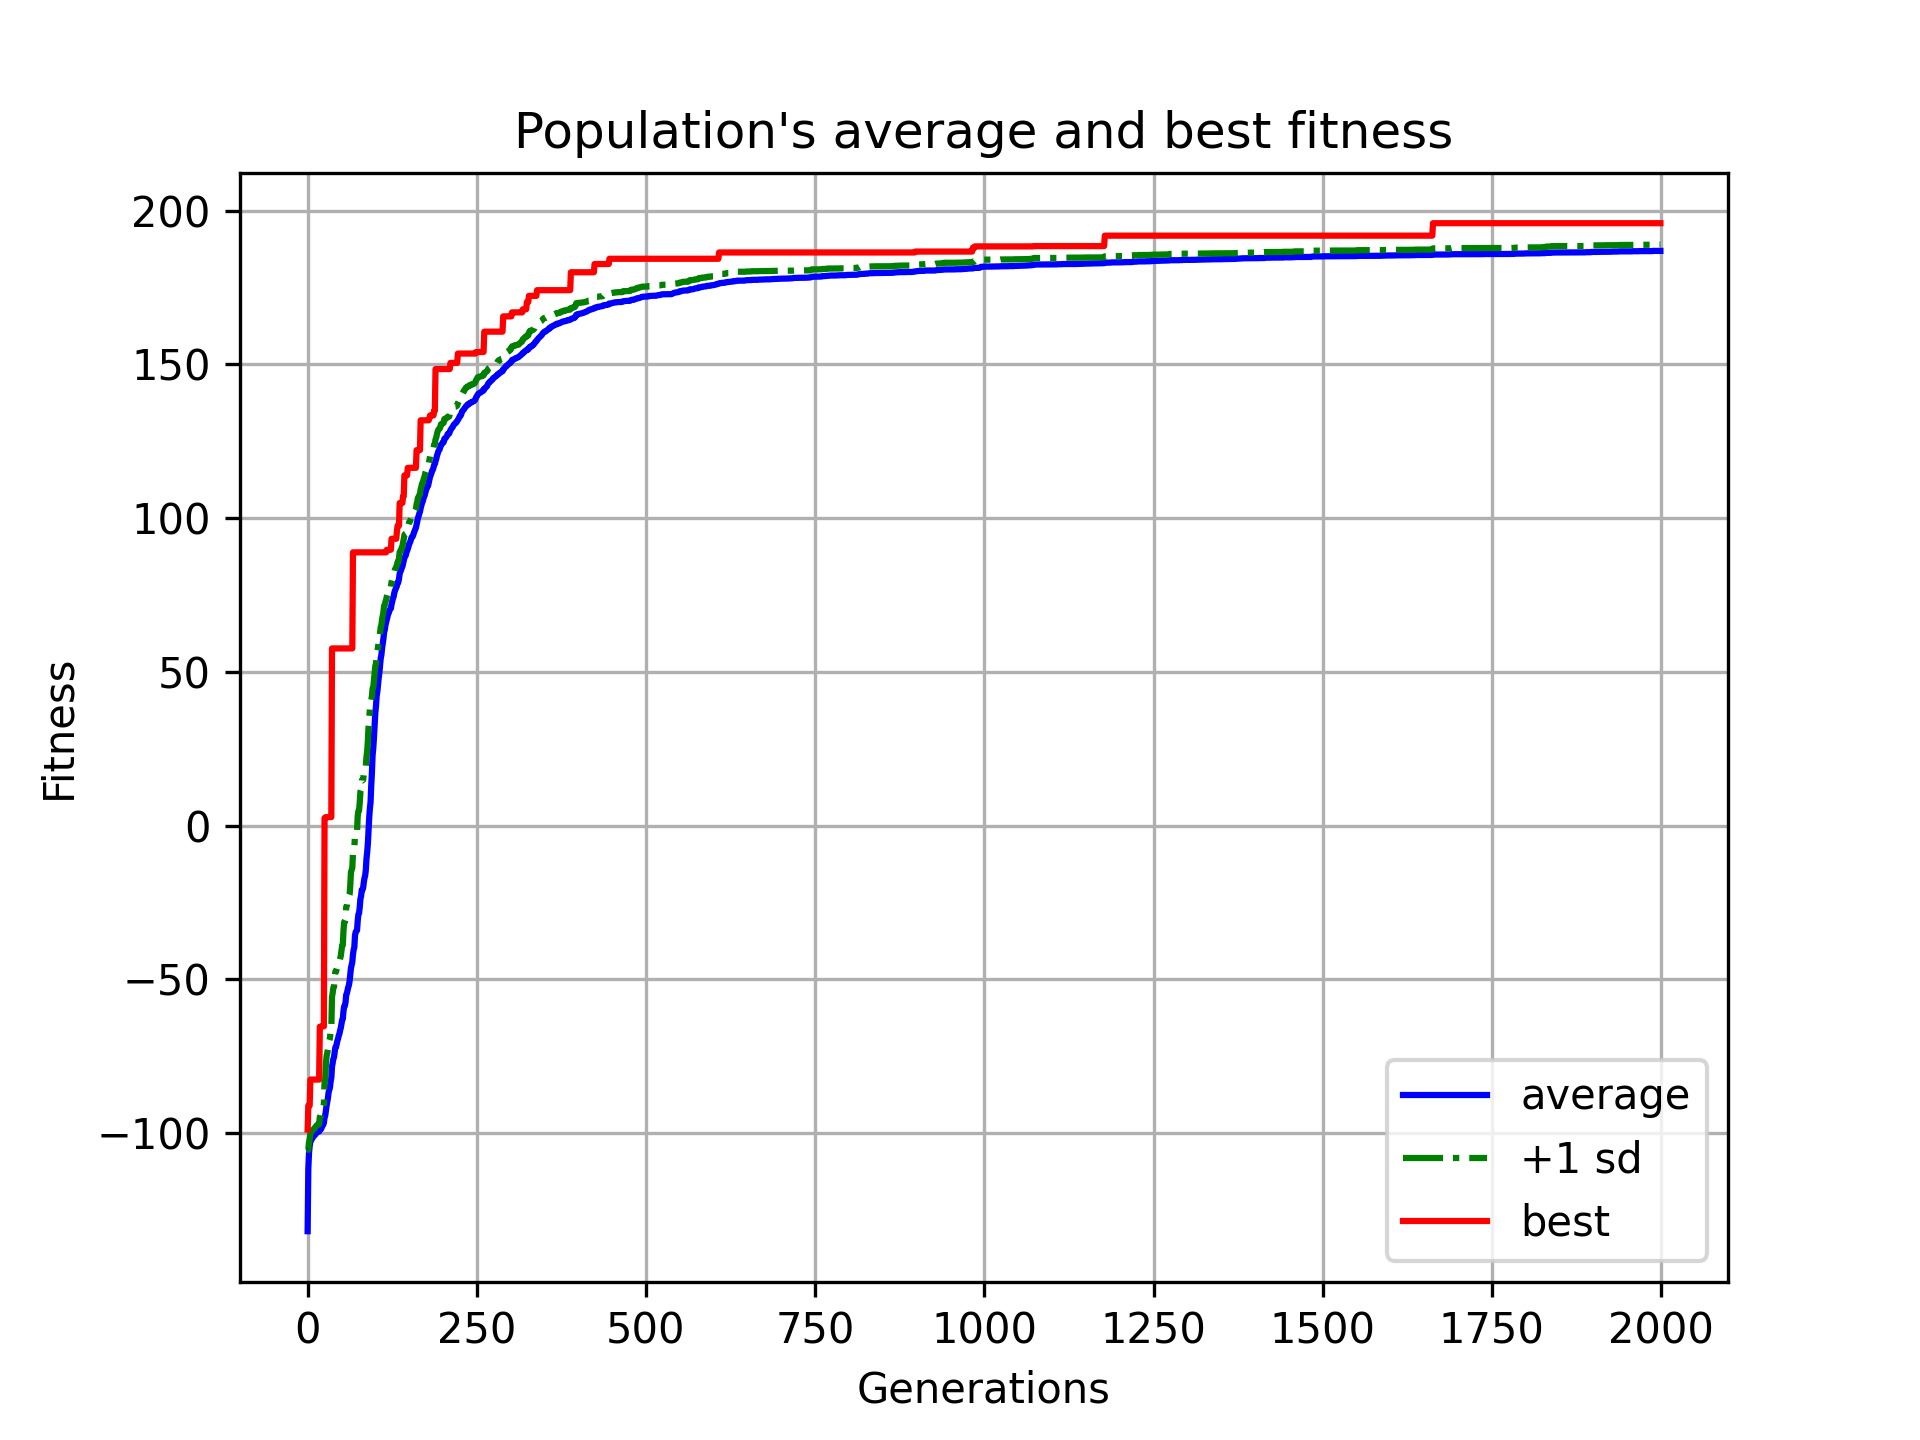 Population's average and best fitness
200
150
100
50
0
−50
−100
Fitness
0 250 500 750 1000 1250 1500 1750 2000
Generations
average
+1 sd
best